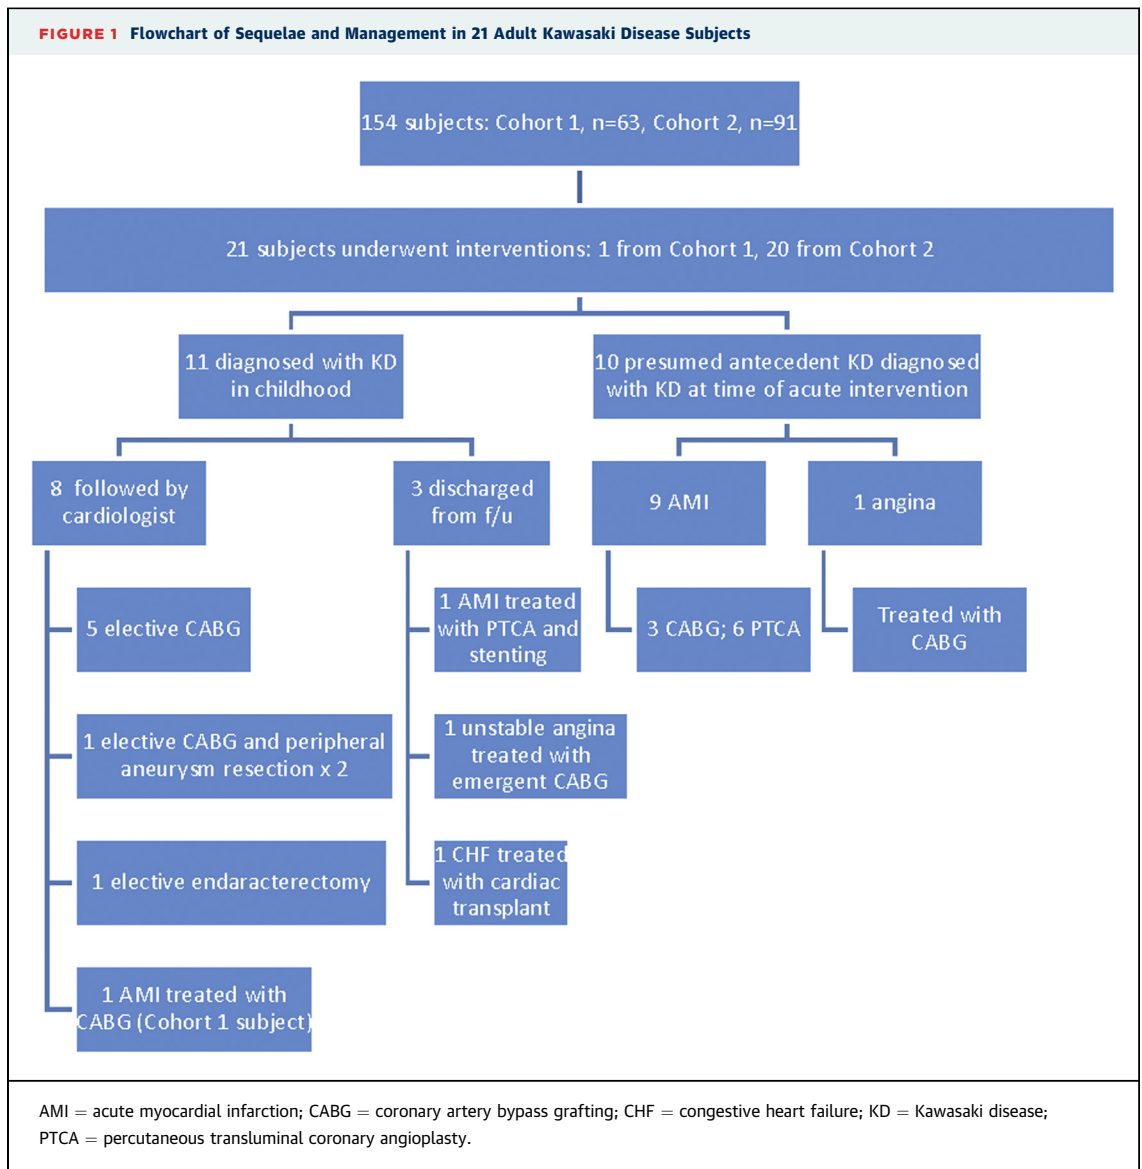 FIGURE 1 Flowchart of Sequelae and Management in 21 Adult Kawasaki Disease Subjects
154 subjects: Cohort 1, n=63, Cohort 2, n=91
21 subjects underwent interventions: 1 from Cohort 1, 20 from Cohort 2
11 diagnosed with KD
in childhood
10 presumed antecedent KD diagnosed
with KD at time of acute intervention
8 followed by
cardiologist
3 discharged
from f/u
9 AMI
1 angina
5 elective CABG
1 elective CABG and peripheral
aneurysm resection x 2
1 elective endaracterectomy
1 AMI treated with
CABG (Cohort 1 subject)
1 AMI treated
with PTCA and
stenting
1 unstable angina
treated with
emergent CABG
1 CHF treated
with cardiac
transplant
3 CABG; 6 PTCA
Treated with
CABG
AMI = acute myocardial infarction; CABG = coronary artery bypass grafting; CHF = congestive heart failure; KD = Kawasaki disease;
PTCA = percutaneous transluminal coronary angioplasty.